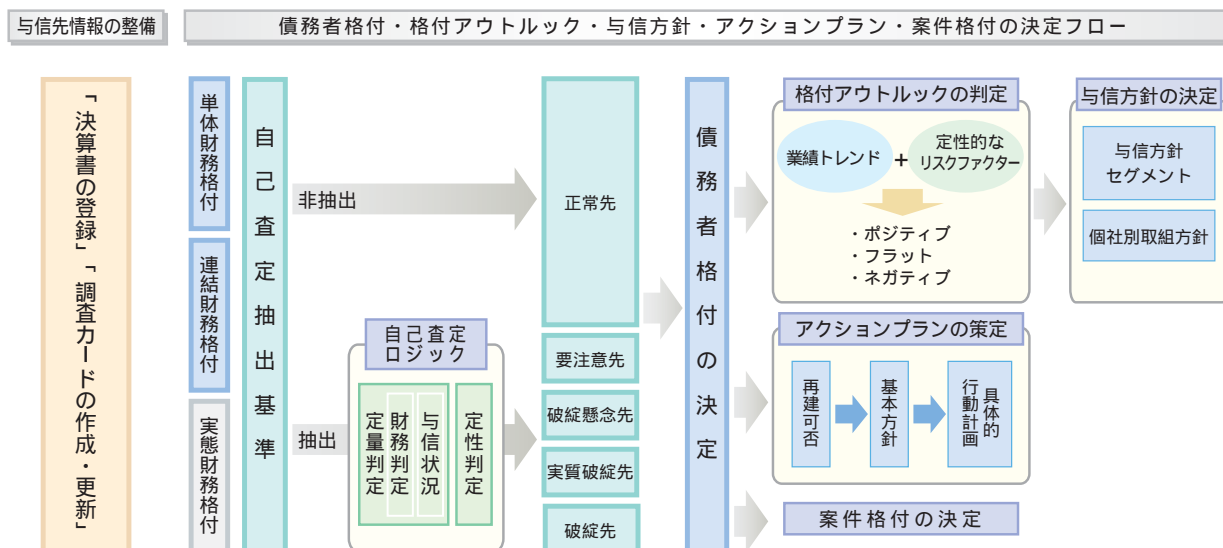 与信先情報の整備
債務者格付・格付アウトルック・与信方針・アクションプラン・案件格付の決定フロー
「決算書の登録」「調査カードの作成・更新」
単体財務格付
連結財務格付
実態財務格付
自己査定抽出基準
非抽出
抽出
自己査定
ロジック
定量判定
財務判定
与信状況
定性判定
正常先
要注意先
破綻懸念先
実質破綻先
破綻先
債務者格付の決定
格付アウトルックの判定
業績トレンド
+
定性的な
リスクファクター
・ポジティブ
・フラット
・ネガティブ
与信方針の決定
与信方針
セグメント
個社別取組方針
アクションプランの策定
再建可否
基本方針
具体的
行動計画
案件格付の決定